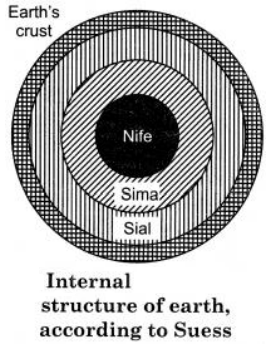 Earth's
crust
Nife
Sima
Sial
Internal
structure of earth,
according to Suess